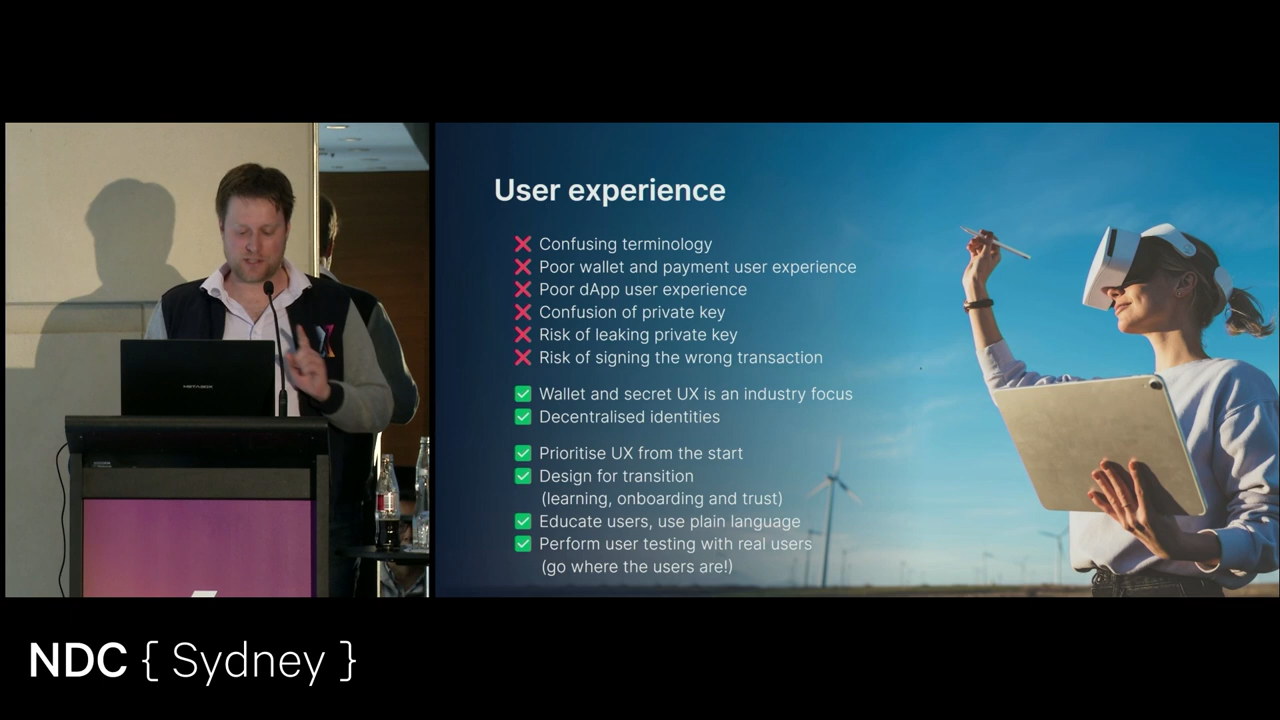 User experience
❌ Confusing terminology
❌ Poor wallet and payment user experience
❌ Poor dApp user experience
❌ Confusion of private key
❌ Risk of leaking private key
❌ Risk of signing the wrong transaction
✅ Wallet and secret UX is an industry focus
✅ Decentralised identities
✅ Prioritise UX from the start
✅ Design for transition
(learning, onboarding and trust)
✅ Educate users, use plain language
✅ Perform user testing with real users
(go where the users are!)
NDC { Sydney }